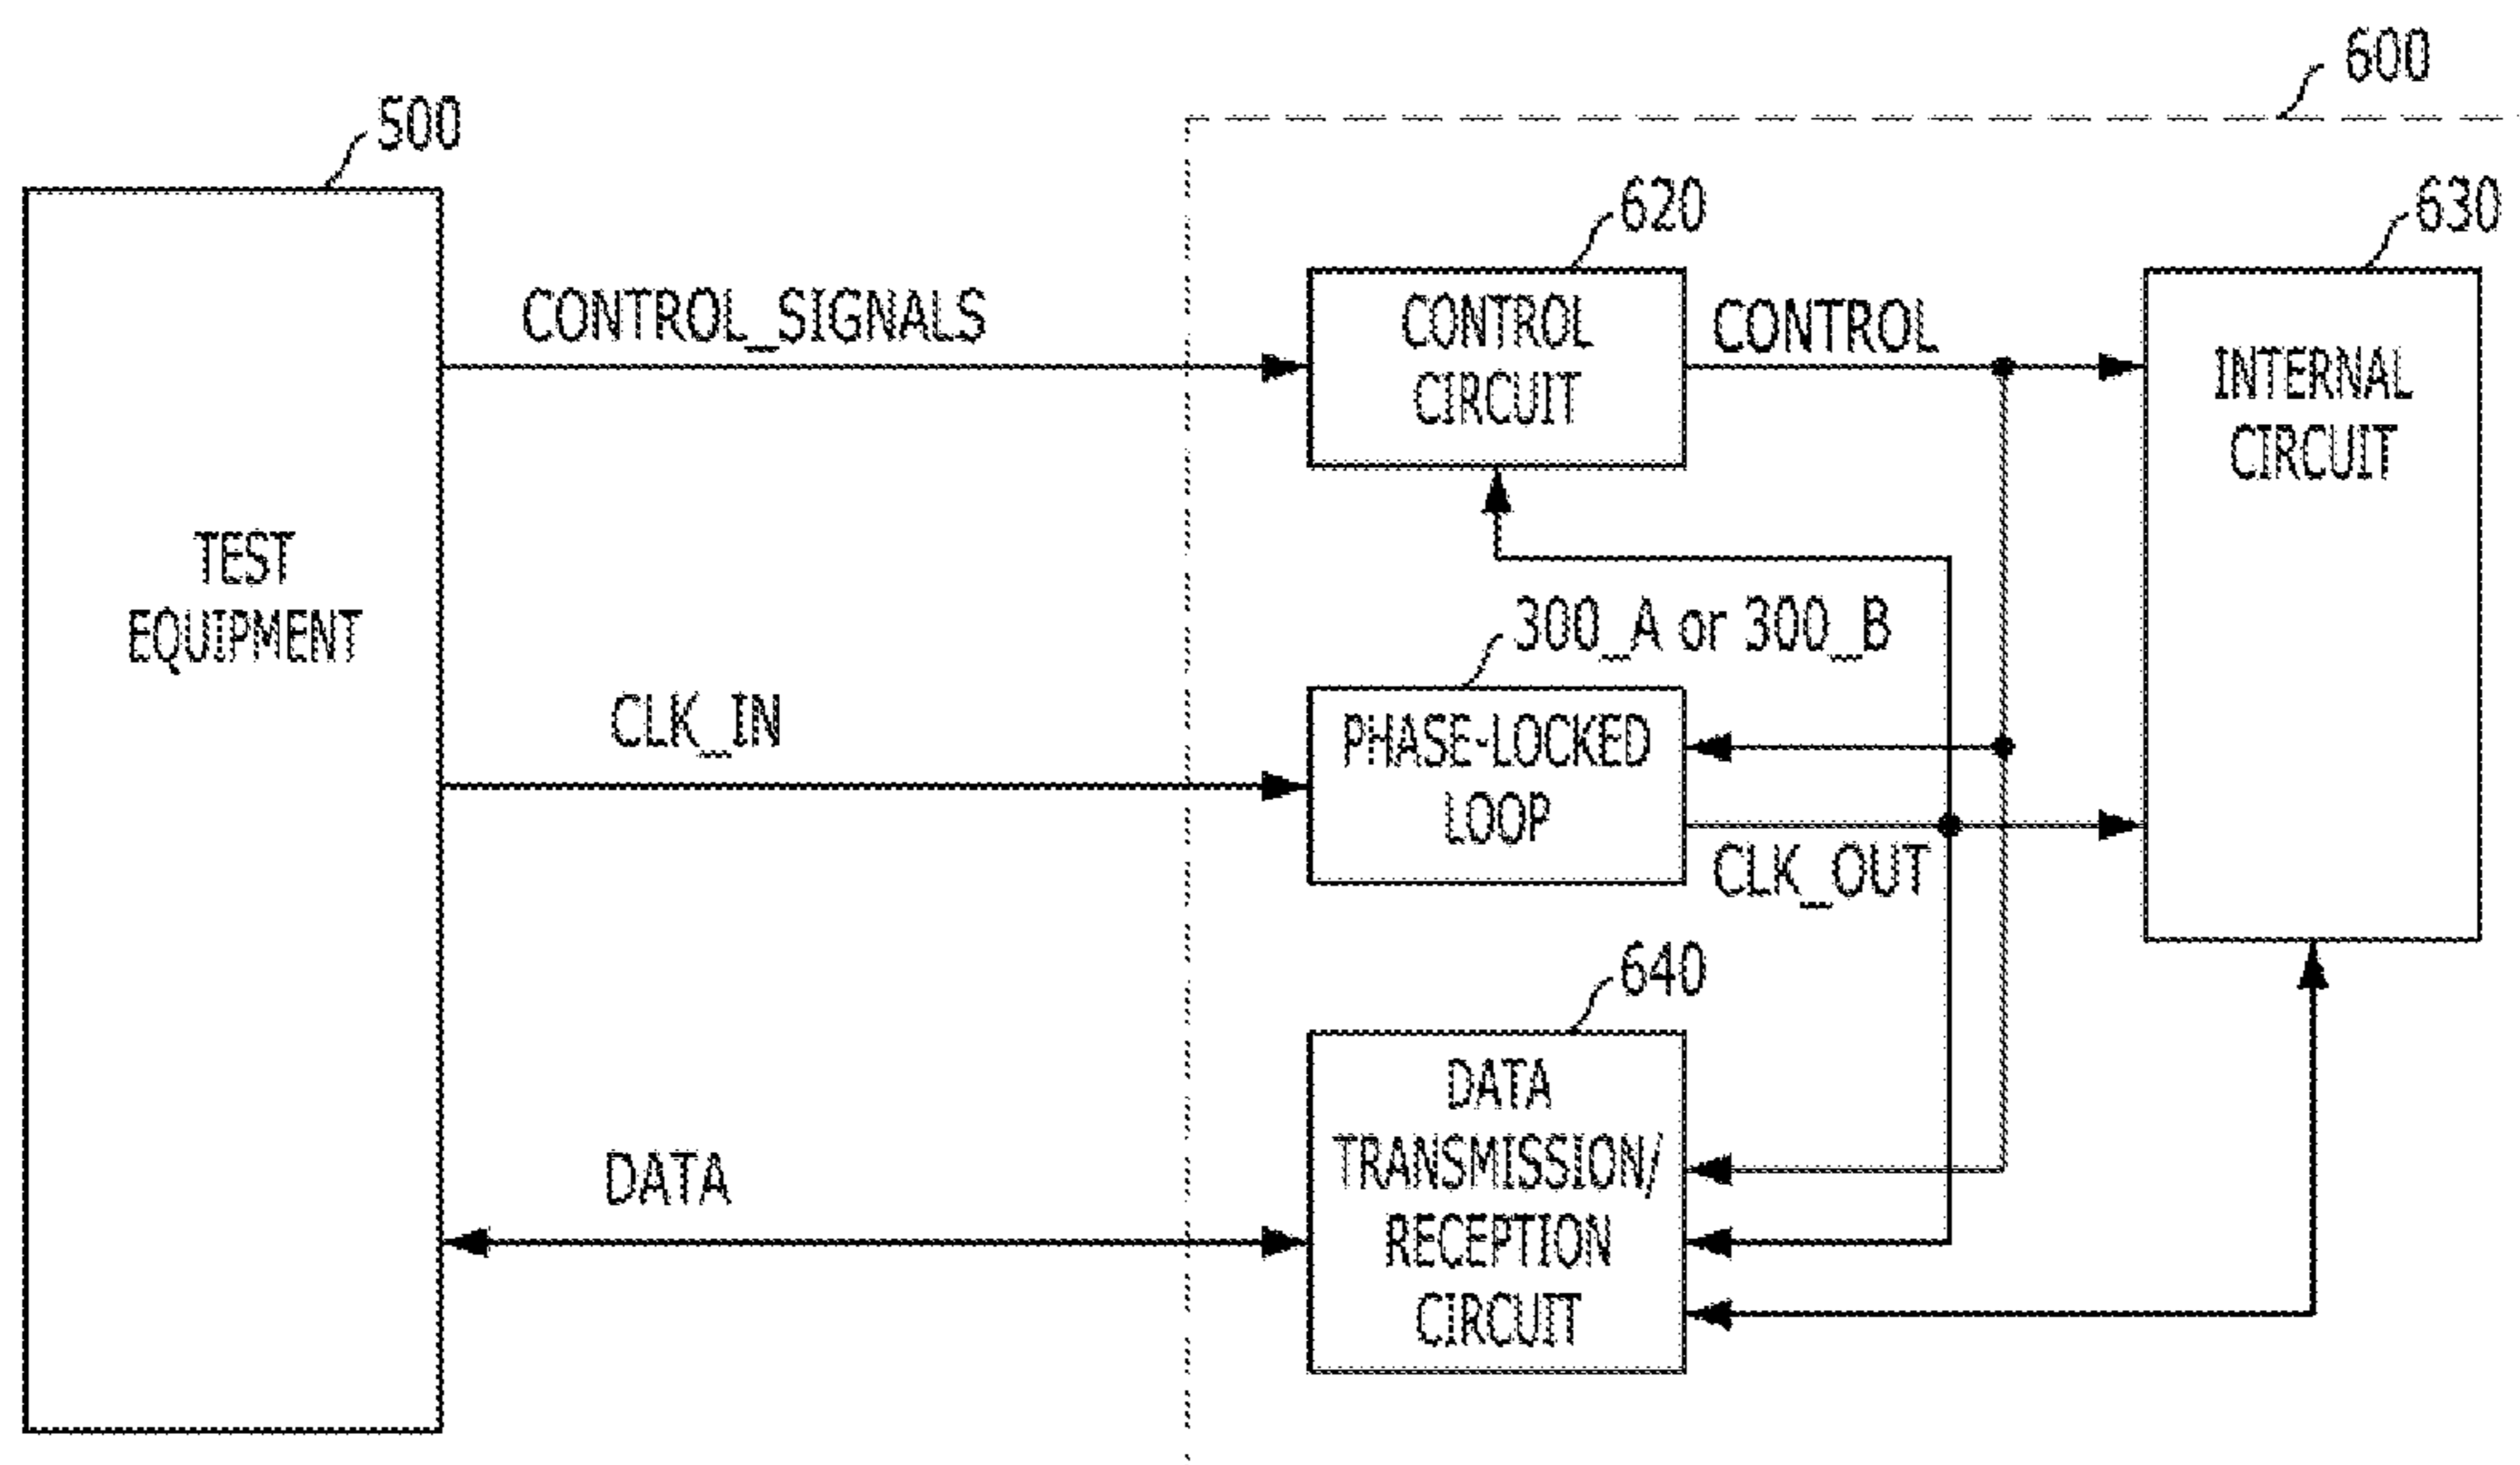 600
500
620
630
CONTROL_SIGNALS
CONTROL
CIRCUIT
CONTROL
INTERNAL
CIRCUIT
TEST
EQUIPMENT
300_A or 300_B
CLK_IN
PHASE-LOCKED
LOOP
CLK_OUT
640
DATA
DATA
TRANSMISSION/
RECEPTION
CIRCUIT